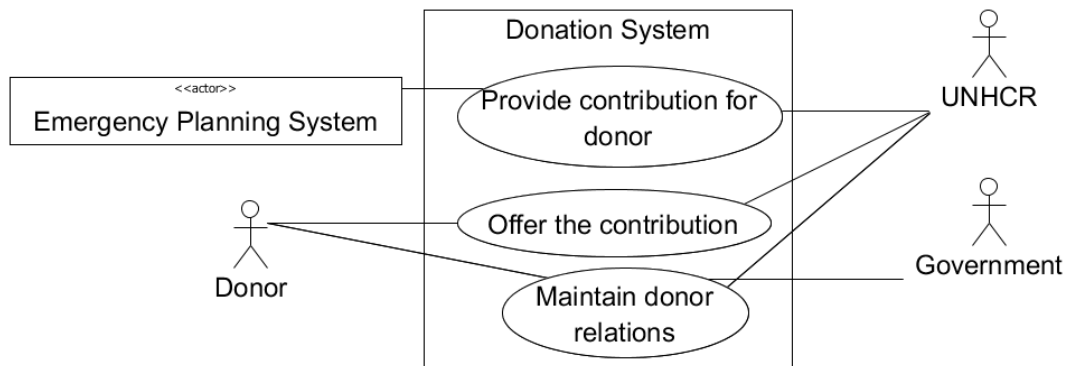 Donation System
<<actor>>
Emergency Planning System
Provide contribution for
donor
UNHCR
Offer the contribution
Donor
Government
Maintain donor
relations